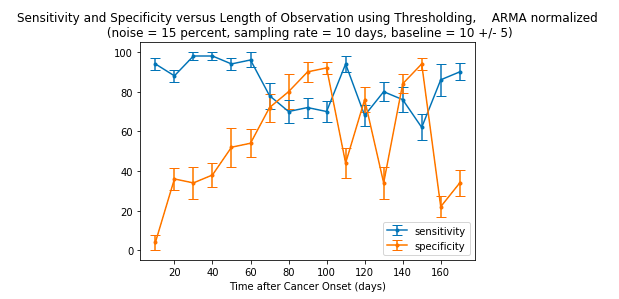 Sensitivity and Specificity versus Length of Observation using Thresholding,    ARMA normalized
(noise = 15 percent, sampling rate = 10 days, baseline = 10 +/- 5)
100
80
60
40
20
0
sensitivity
specificity
20 40 60 80 100 120 140 160
Time after Cancer Onset (days)